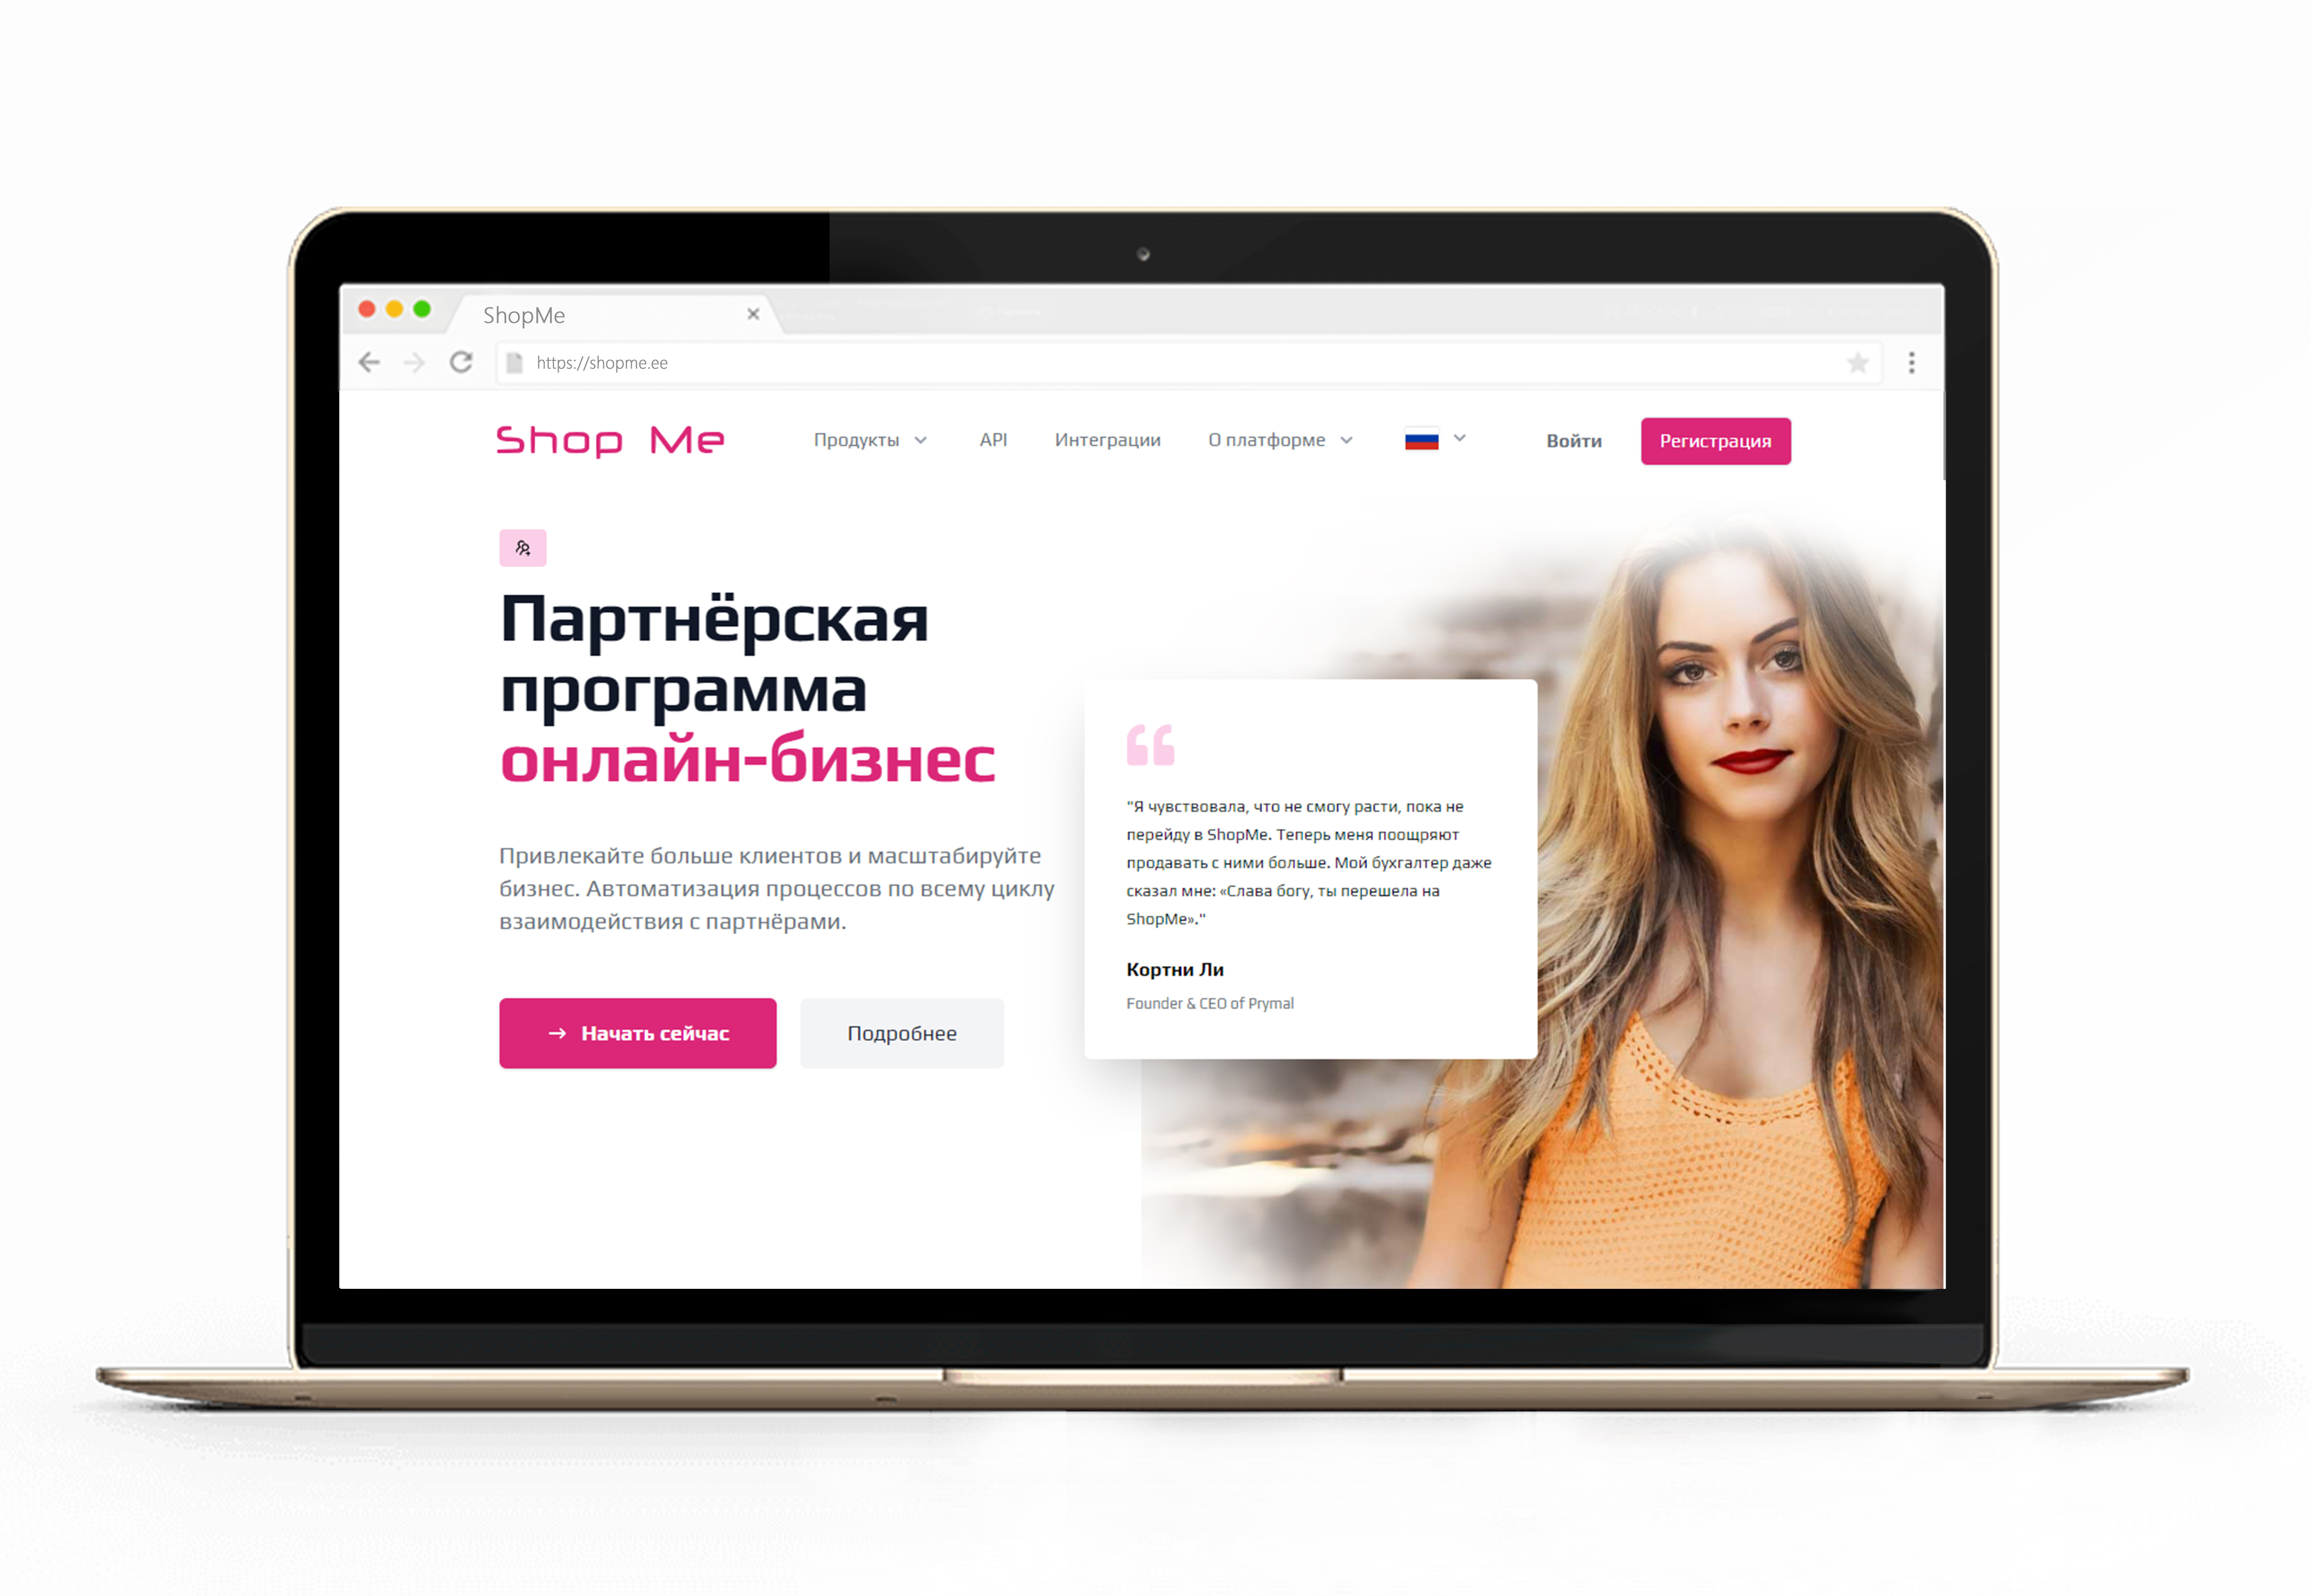 ShopMe
https://shopme.ee
Shop Me
Продукты
API
Интеграции
О платформе
Войти
Регистрация
Партнёрская
программа
онлайн-бизнес
Привлекайте больше клиентов и масштабируйте
бизнес. Автоматизация процессов по всему циклу
взаимодействия с партнёрами.
→ Начать сейчас
Подробнее
"Я чувствовала, что не смогу расти, пока не
перейду в ShopMe. Теперь меня поощряют
продавать с ними больше. Мой бухгалтер даже
сказал мне: «Слава богу, ты перешела на
ShopMe»."
Кортни Ли
Founder & CEO of Prymal